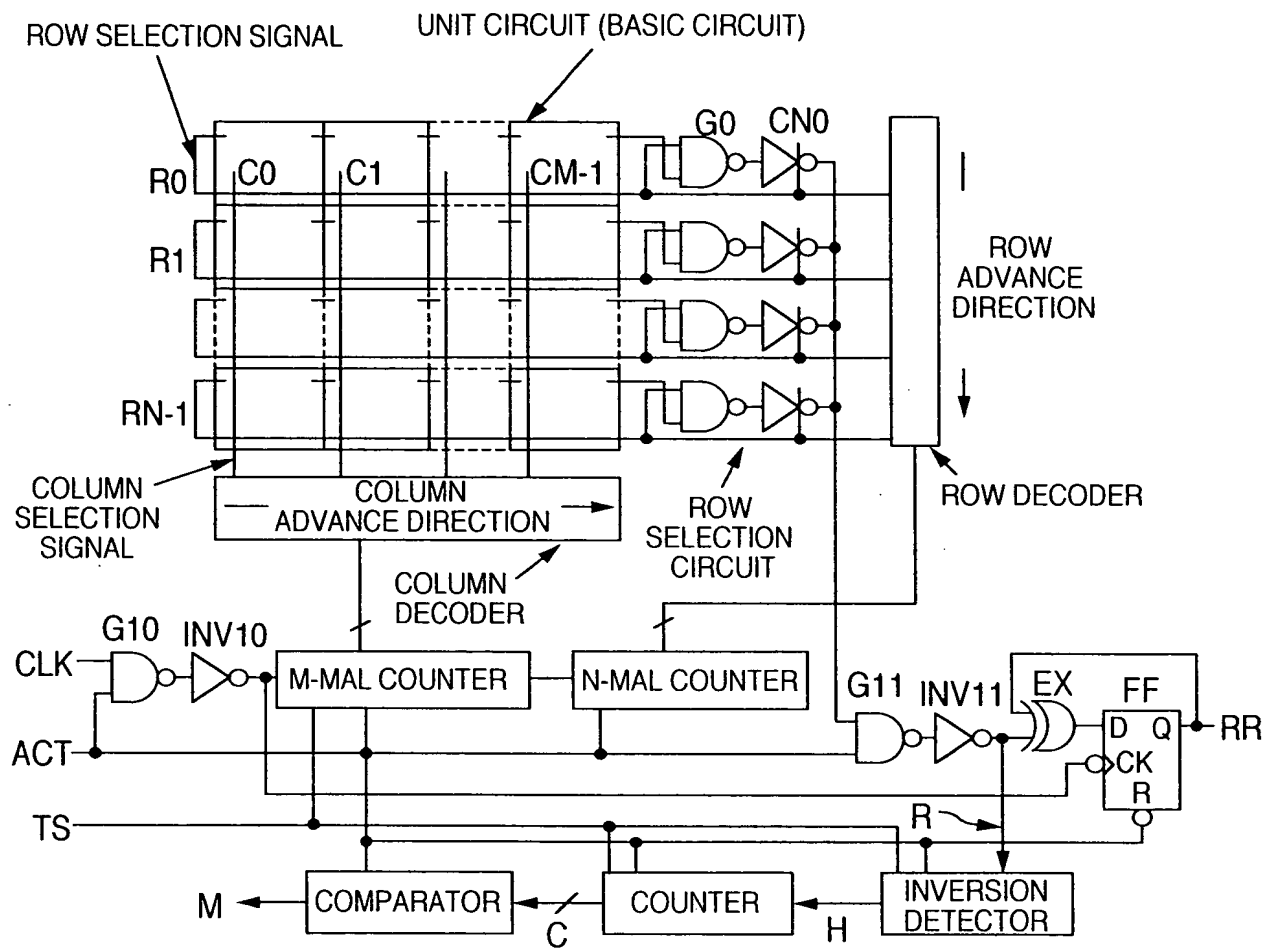 ROW SELECTION SIGNAL
UNIT CIRCUIT (BASIC CIRCUIT)
G0
CN0
R0
C0
C1
CM-1
R1
ROW
ADVANCE
DIRECTION
RN-1
COLUMN
SELECTION
SIGNAL
COLUMN
ADVANCE DIRECTION
ROW
SELECTION
CIRCUIT
ROW DECODER
COLUMN
DECODER
G10
INV10
CLK
M-MAL COUNTER
N-MAL COUNTER
G11
INV11
EX
FF
D
Q
RR
CK
R
ACT
TS
R
M
COMPARATOR
C
COUNTER
H
INVERSION
DETECTOR